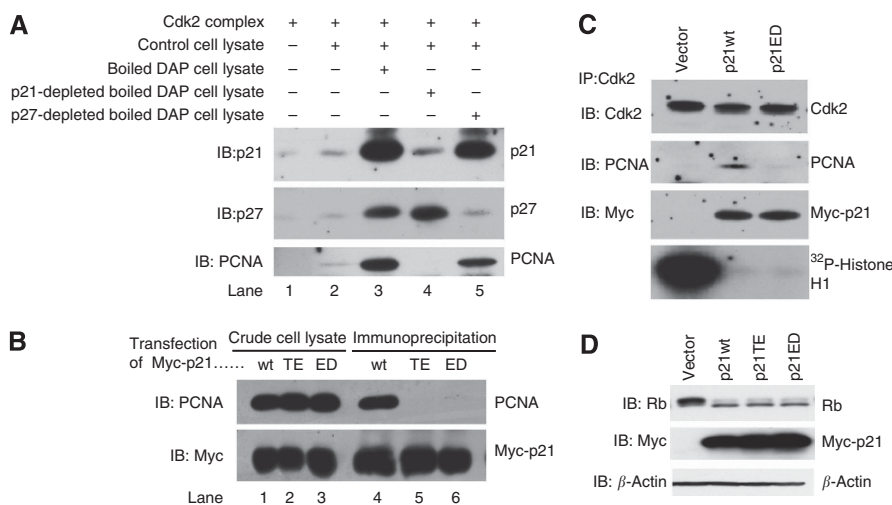 A
Cdk2 complex + + + + +
Control cell lysate – + + + +
Boiled DAP cell lysate – – + – –
p21-depleted boiled DAP cell lysate – – – + –
p27-depleted boiled DAP cell lysate – – – – +
IB:p21 p21
IB:p27 p27
IB: PCNA PCNA
Lane 1 2 3 4 5
B
Transfection of Myc-p21......
Crude cell lysate Immunoprecipitation
wt TE ED wt TE ED
IB: PCNA PCNA
IB: Myc Myc-p21
Lane 1 2 3 4 5 6
C
Vector p21wt p21ED
IP:Cdk2
IB: Cdk2 Cdk2
IB: PCNA PCNA
IB: Myc Myc-p21
32P-Histone
H1
D
Vector p21wt p21TE p21ED
IB: Rb Rb
IB: Myc Myc-p21
IB: β-Actin β-Actin